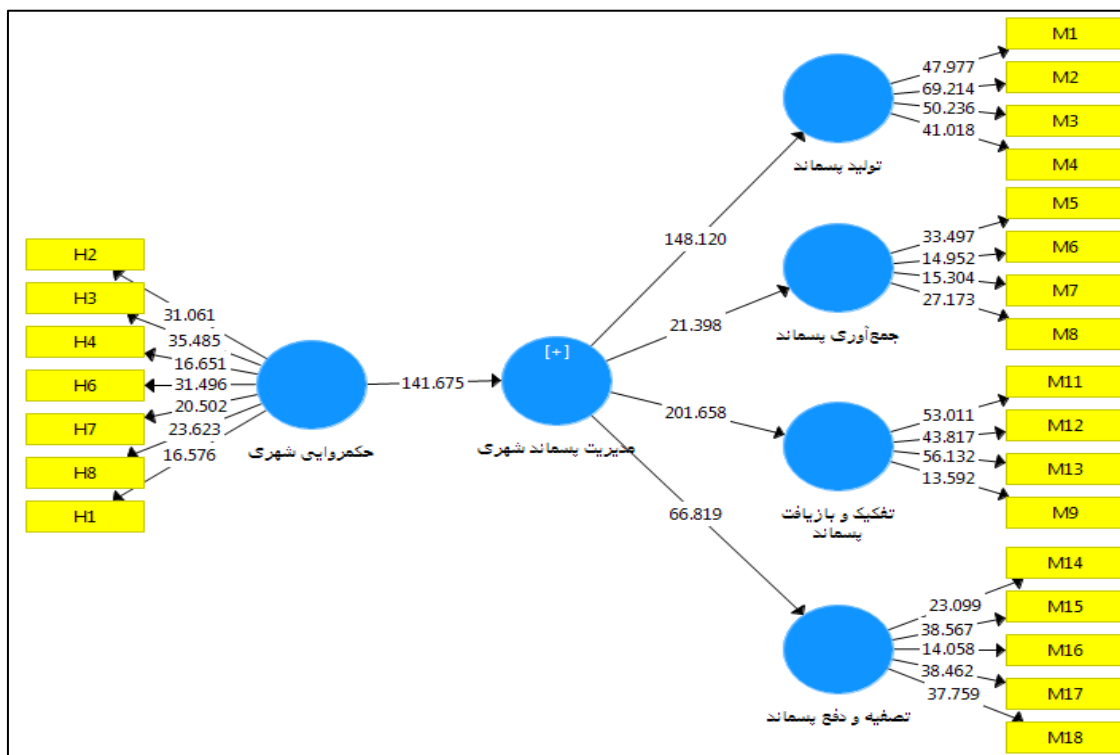 M1
47.977
M2
69.214
M3
50.236
41.018
M4
تولید پسماند
M5
33.497
148.120
M6
14.952
H2
15.304
M7
27.173
H3
31.061
M8
21.398
جمع‌آوری پسماند
H4
35.485
[+]
16.651
M11
H6
31.496
141.675
53.011
20.502
M12
H7
201.658
43.817
23.623
56.132
M13
16.576
حکمروایی شهری
مدیریت پسماند شهری
H8
13.592
M9
H1
66.819
تفکیک و بازیافت
پسماند
M14
23.099
M15
38.567
14.058
M16
38.462
M17
37.759
تصفیه و دفع پسماند
M18